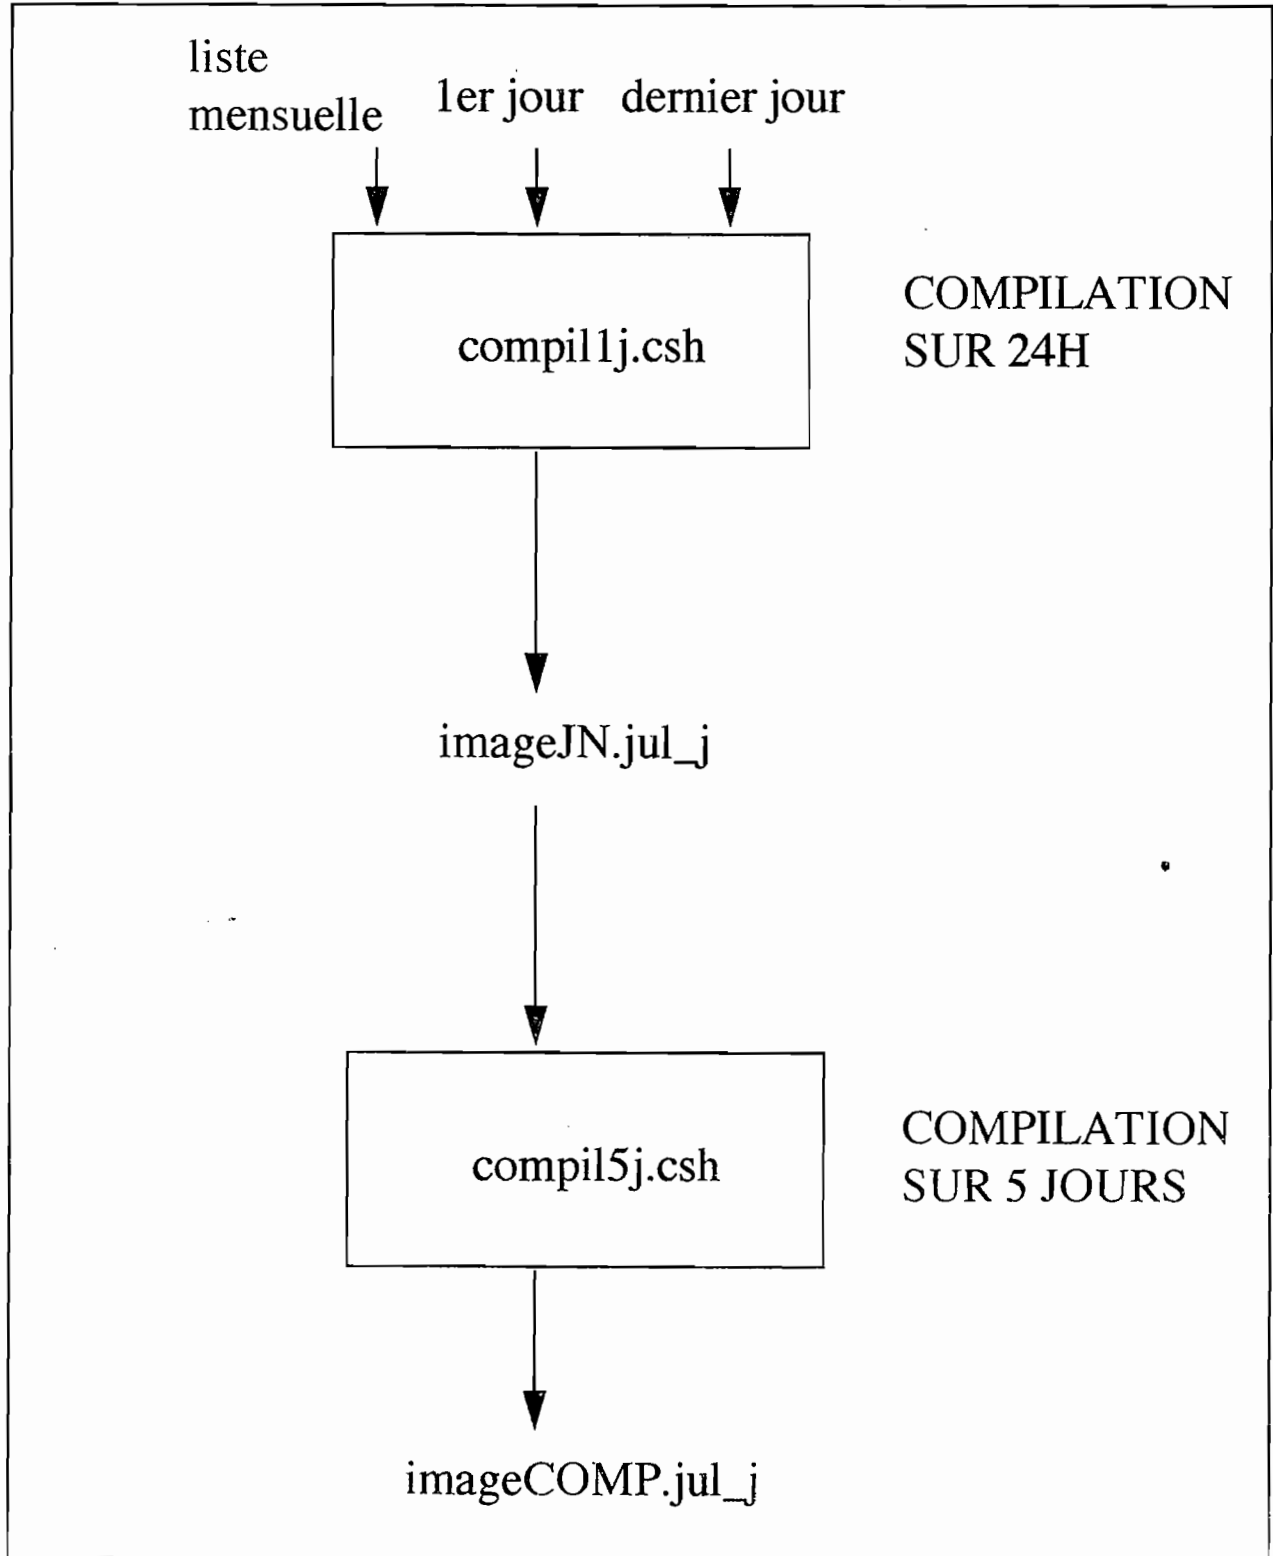 liste
mensuelle
1er jour
dernier jour
compil1j.csh
COMPILATION
SUR 24H
imageJN.jul_j
compil5j.csh
COMPILATION
SUR 5 JOURS
imageCOMP.jul_j